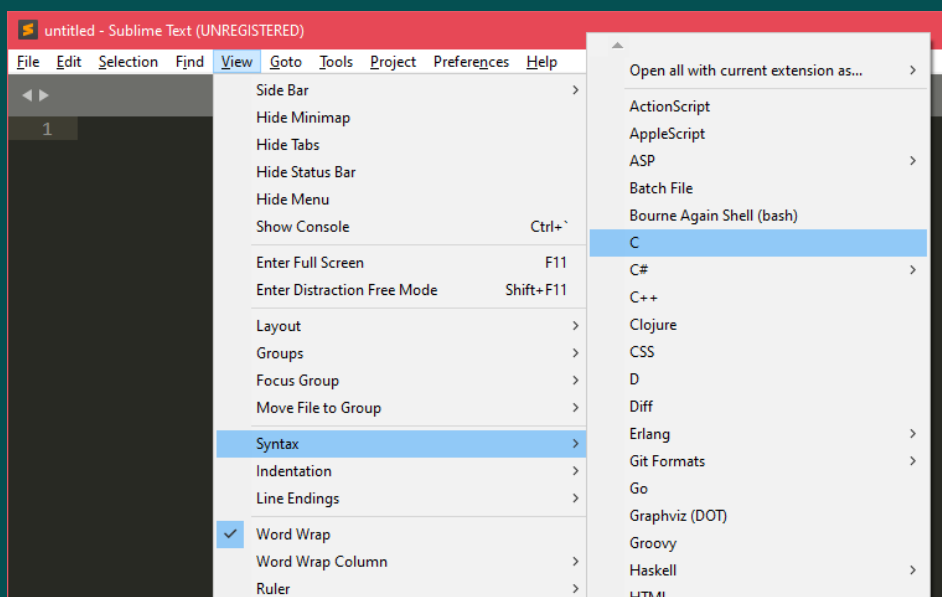 untitled - Sublime Text (UNREGISTERED)
File Edit Selection Find View Goto Tools Project Preferences Help
1
Side Bar
Hide Minimap
Hide Tabs
Hide Status Bar
Hide Menu
Show Console Ctrl+`
Enter Full Screen F11
Enter Distraction Free Mode Shift+F11
Layout
Groups
Focus Group
Move File to Group
Syntax
Indentation
Line Endings
Word Wrap
Word Wrap Column
Ruler
Open all with current extension as...
ActionScript
AppleScript
ASP
Batch File
Bourne Again Shell (bash)
C
C#
C++
Clojure
CSS
D
Diff
Erlang
Git Formats
Go
Graphviz (DOT)
Groovy
Haskell
HTML